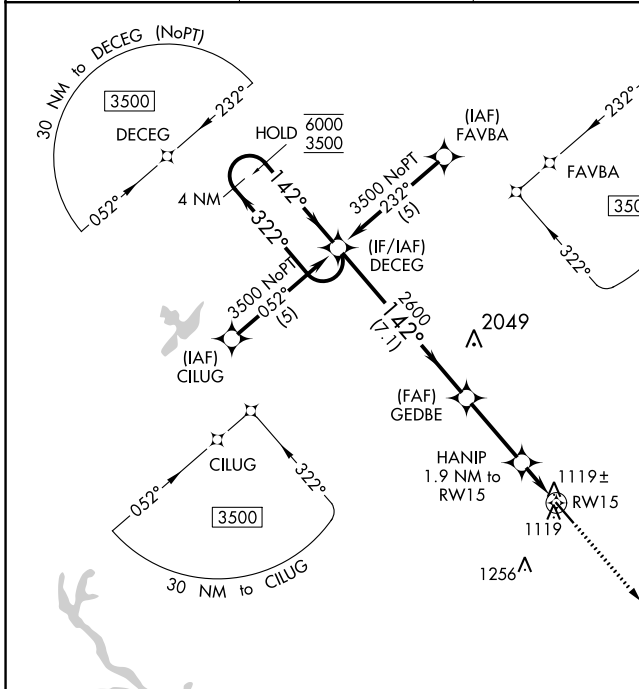 30 NM to DECEG (NoPT)
3500
232°
DECEG
052°
HOLD
6000
3500
4 NM
142°
322°
(IAF)
FAVBA
3500 NoPT
232°
(5)
232°
FAVBA
350
322°
(IF/IAF)
DECEG
3500 NoPT
052°
(5)
(IAF)
CILUG
2600
142°
(7.1)
2049
(FAF)
GEDBE
HANIP
1.9 NM to
RW15
1119±
RW15
1119
1256
CILUG
052°
322°
3500
30 NM to CILUG